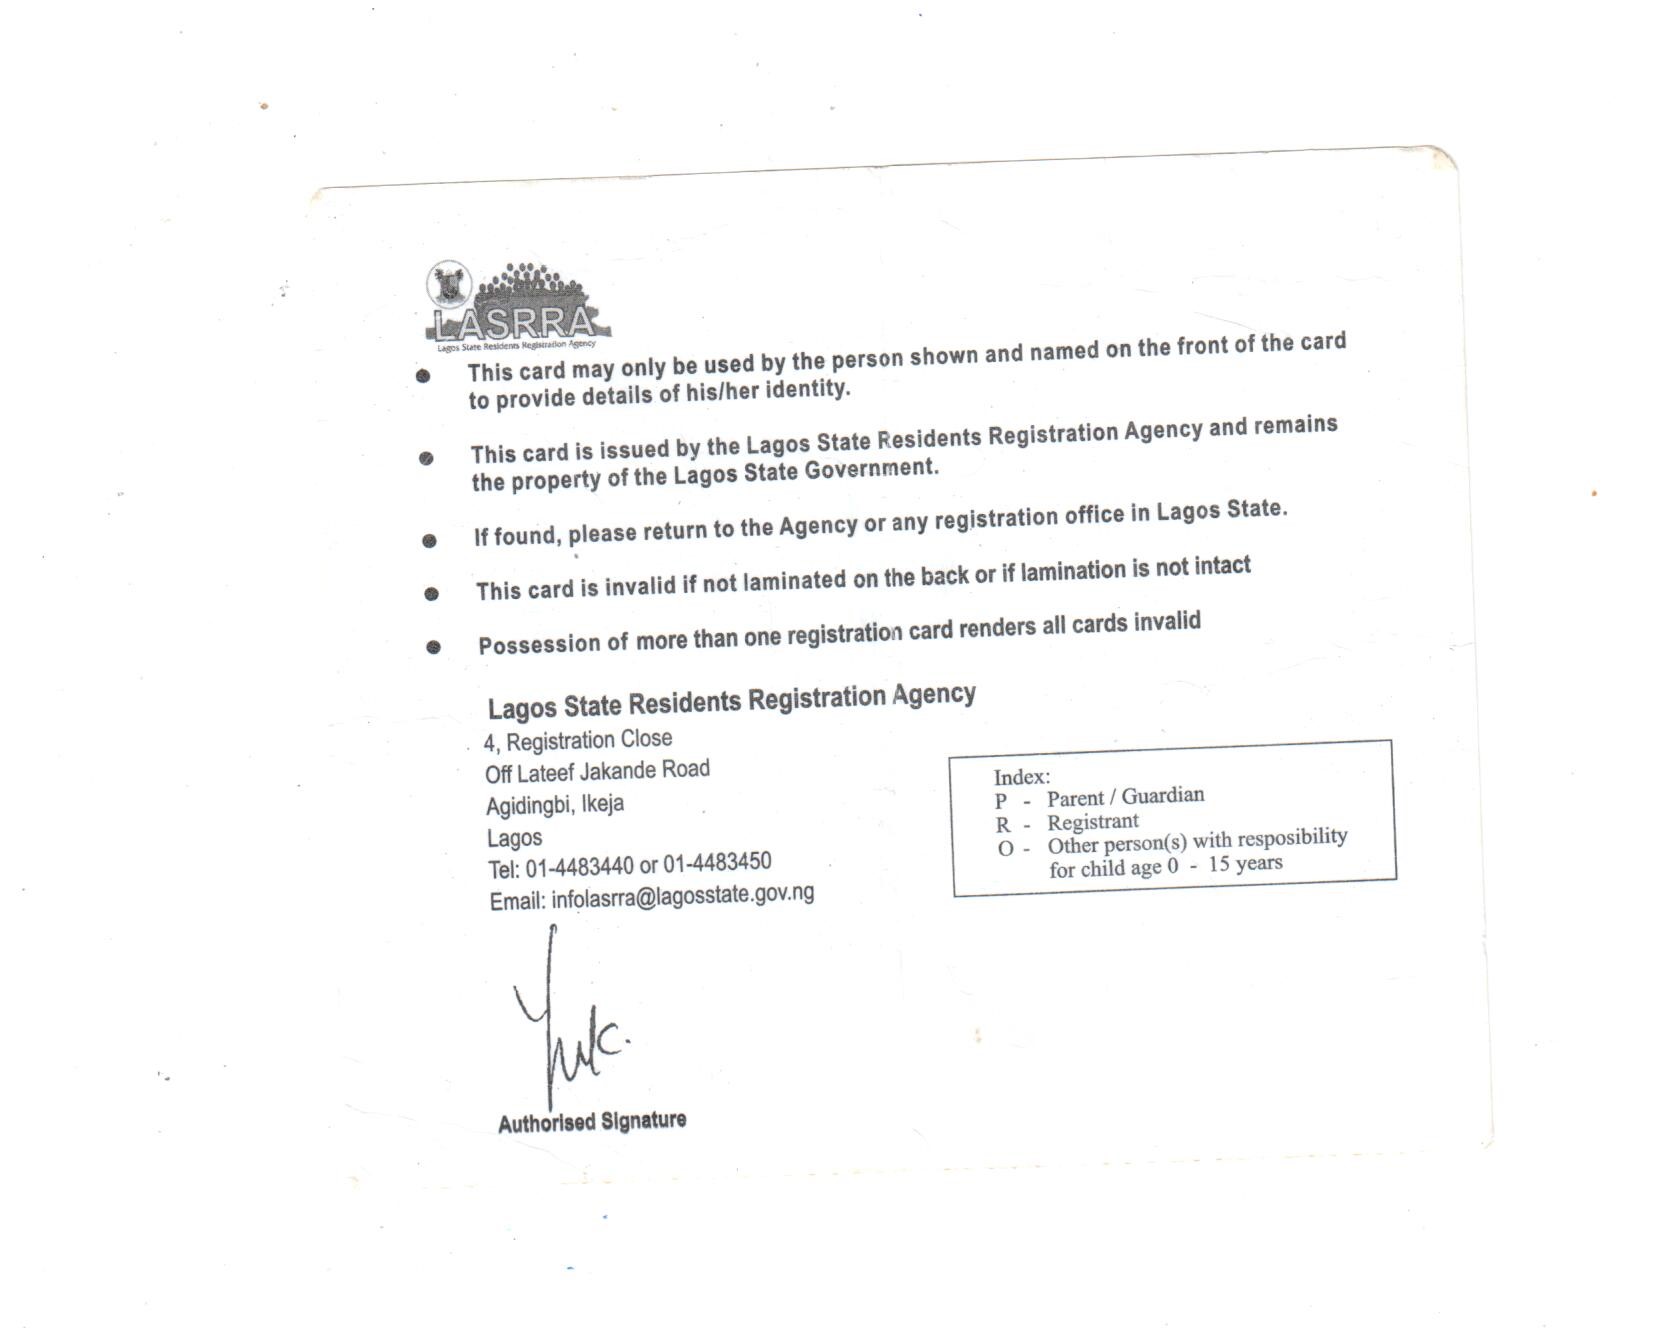 LASRRA
Lagos State Residents Registration Agency
● This card may only be used by the person shown and named on the front of the card
to provide details of his/her identity.
● This card is issued by the Lagos State Residents Registration Agency and remains
the property of the Lagos State Government.
● If found, please return to the Agency or any registration office in Lagos State.
● This card is invalid if not laminated on the back or if lamination is not intact
● Possession of more than one registration card renders all cards invalid
Lagos State Residents Registration Agency
4, Registration Close
Off Lateef Jakande Road
Agidingbi, Ikeja
Lagos
Tel: 01-4483440 or 01-4483450
Email: infolasrra@lagosstate.gov.ng
Index:
P - Parent / Guardian
R - Registrant
O - Other person(s) with resposibility
for child age 0 - 15 years
Authorised Signature